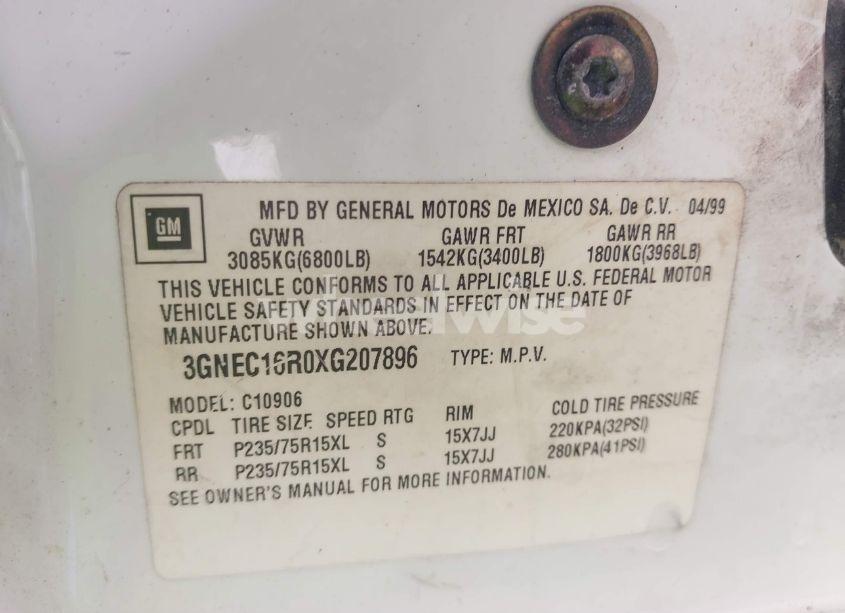 GM
MFD BY GENERAL MOTORS De MEXICO SA. De C.V. 04/99
GVWR GAWR FRT GAWR RR
3085KG(6800LB) 1542KG(3400LB) 1800KG(3968LB)
THIS VEHICLE CONFORMS TO ALL APPLICABLE U.S. FEDERAL MOTOR
VEHICLE SAFETY STANDARDS IN EFFECT ON THE DATE OF
MANUFACTURE SHOWN ABOVE.
3GNEC16R0XG207896 TYPE: M.P.V.
MODEL: C10906
CPDL TIRE SIZE SPEED RTG RIM COLD TIRE PRESSURE
FRT P235/75R15XL S 15X7JJ 220KPA(32PSI)
RR P235/75R15XL S 15X7JJ 280KPA(41PSI)
SEE OWNER'S MANUAL FOR MORE INFORMATION.